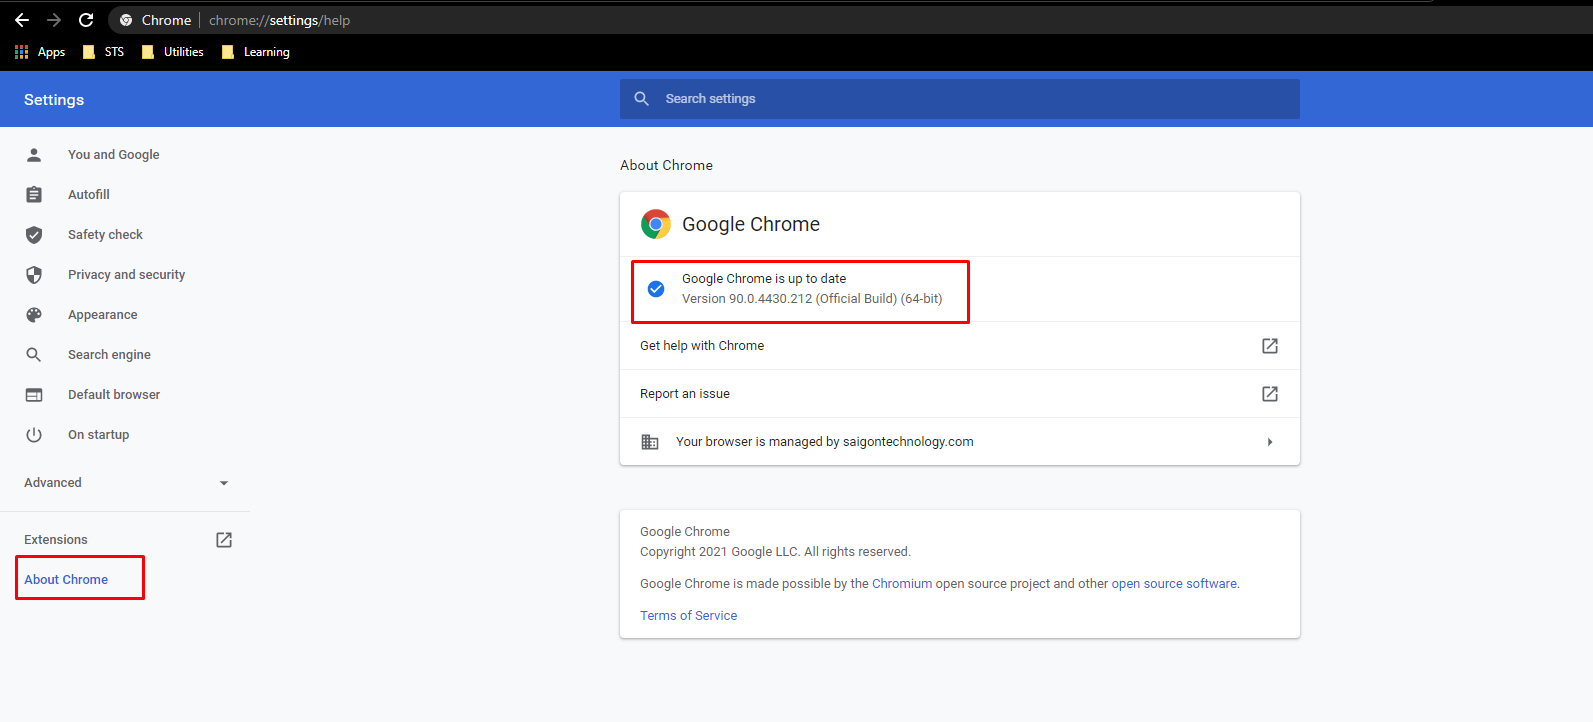 Chrome | chrome://settings/help
Apps STS Utilities Learning
Settings
Search settings
You and Google
Autofill
Safety check
Privacy and security
Appearance
Search engine
Default browser
On startup
Advanced
Extensions
About Chrome
About Chrome
Google Chrome
Google Chrome is up to date
Version 90.0.4430.212 (Official Build) (64-bit)
Get help with Chrome
Report an issue
Your browser is managed by saigontechnology.com
Google Chrome
Copyright 2021 Google LLC. All rights reserved.
Google Chrome is made possible by the Chromium open source project and other open source software.
Terms of Service